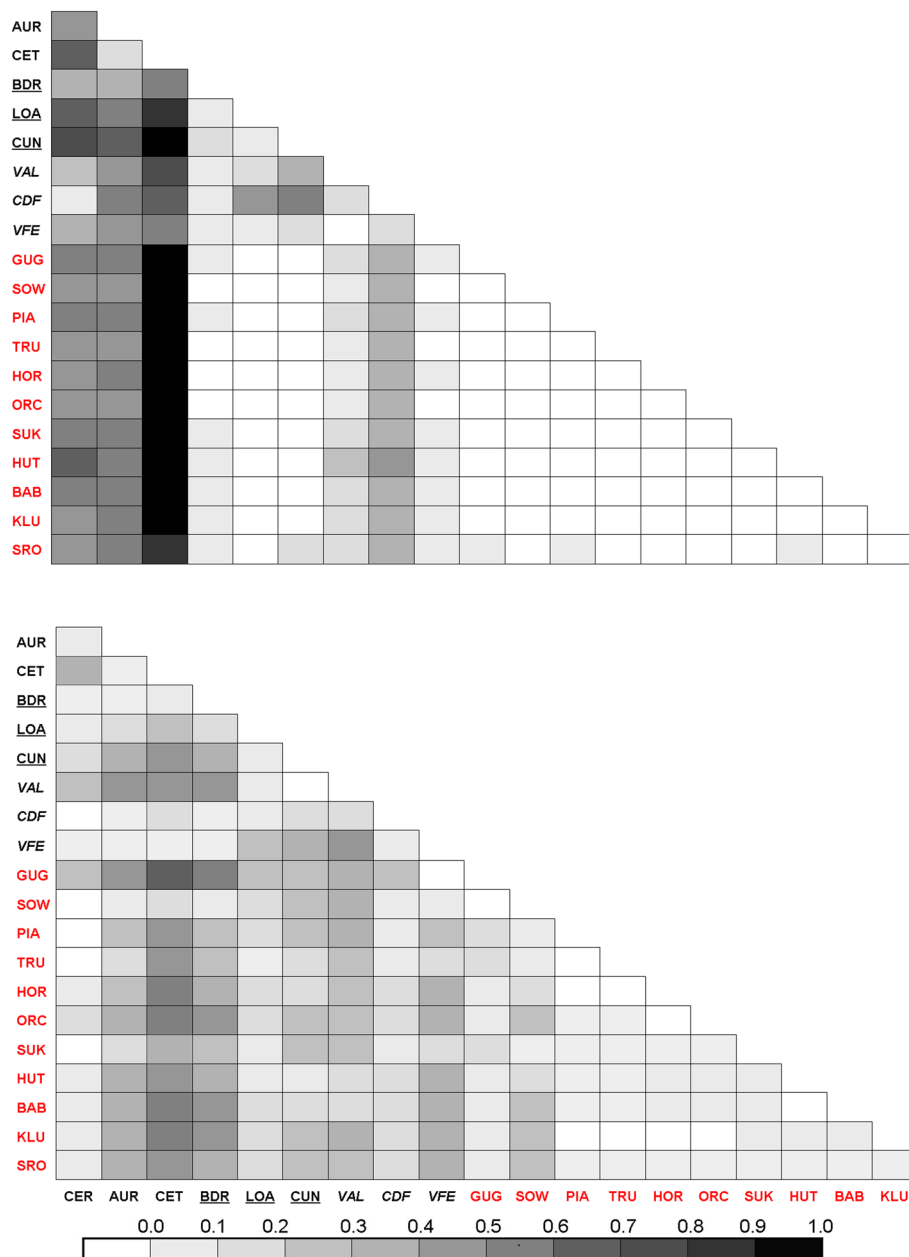 AUR
CET
BDR
LOA
CUN
VAL
CDF
VFE
GUG
SOW
PIA
TRU
HOR
ORC
SUK
HUT
BAB
KLU
SRO
AUR
CET
BDR
LOA
CUN
VAL
CDF
VFE
GUG
SOW
PIA
TRU
HOR
ORC
SUK
HUT
BAB
KLU
SRO
CER AUR CET BDR LOA CUN VAL CDF VFE GUG SOW PIA TRU HOR ORC SUK HUT BAB KLU
0.0 0.1 0.2 0.3 0.4 0.5 0.6 0.7 0.8 0.9 1.0